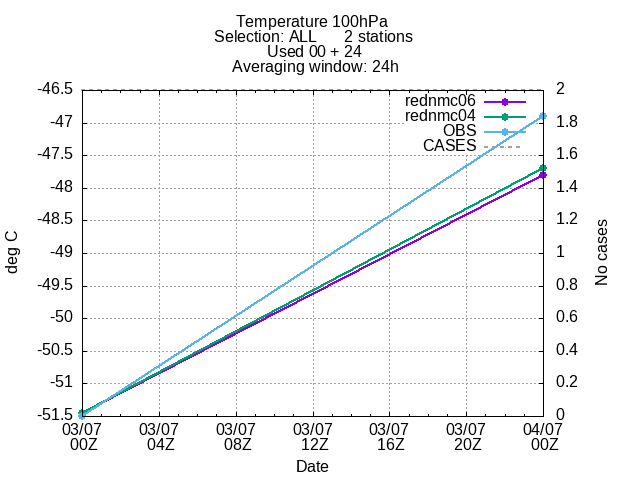 Temperature 100hPa
Selection: ALL 2 stations
Used 00 + 24
Averaging window: 24h
-46.5
-47
-47.5
-48
-48.5
-49
-49.5
-50
-50.5
-51
-51.5
deg C
2
1.8
1.6
1.4
1.2
1
0.8
0.6
0.4
0.2
0
No cases
rednmc06
rednmc04
OBS
CASES
03/07 03/07 03/07 03/07 03/07 03/07 04/07
00Z 04Z 08Z 12Z 16Z 20Z 00Z
Date